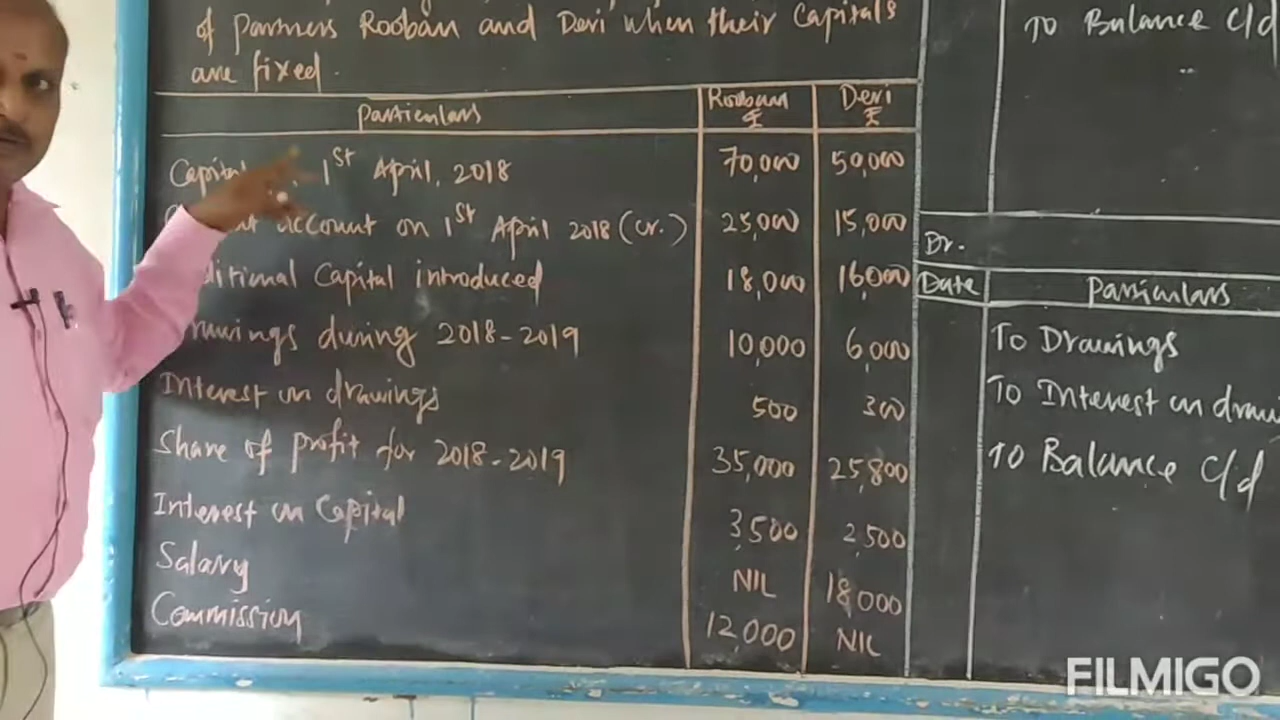 of partners Rooban and Devi when their Capitals
are fixed.
Particulars Rooban ₹ Devi ₹
1st April, 2018 70,000 50,000
account on 1st April 2018 (cr.) 25,000 15,000
Capital introduced 18,000 16,000
during 2018-2019 10,000 6,000
Interest on drawings 500 300
Share of profit for 2018-2019 35,000 25,800
Interest on Capital 3,500 2,500
Salary NIL 18,000
Commission 12,000 NIL
To Balance c/d
Dr.
Date Particulars
To Drawings
To Interest on
To Balance c/d
FILMIGO